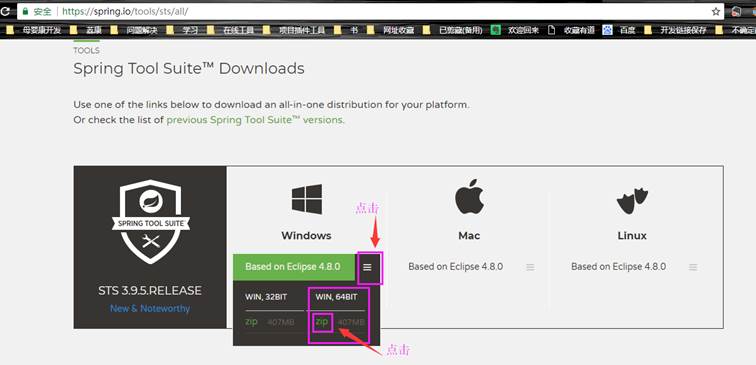 安全 https://spring.io/tools/sts/all/
母婴康开发 蕊康 问题解决 学习 在线工具 项目插件工具 书 网址收藏 已剪藏(备用) 欢迎回来 收藏有道 百度 开发链接保存 不确定
TOOLS
Spring Tool Suite™ Downloads
Use one of the links below to download an all-in-one distribution for your platform.
Or check the list of previous Spring Tool Suite™ versions.
SPRING TOOL SUITE
STS 3.9.5.RELEASE
New & Noteworthy
点击
Windows
Based on Eclipse 4.8.0
WIN, 32BIT
zip 407MB
WIN, 64BIT
zip 407MB
点击
Mac
Based on Eclipse 4.8.0
Linux
Based on Eclipse 4.8.0